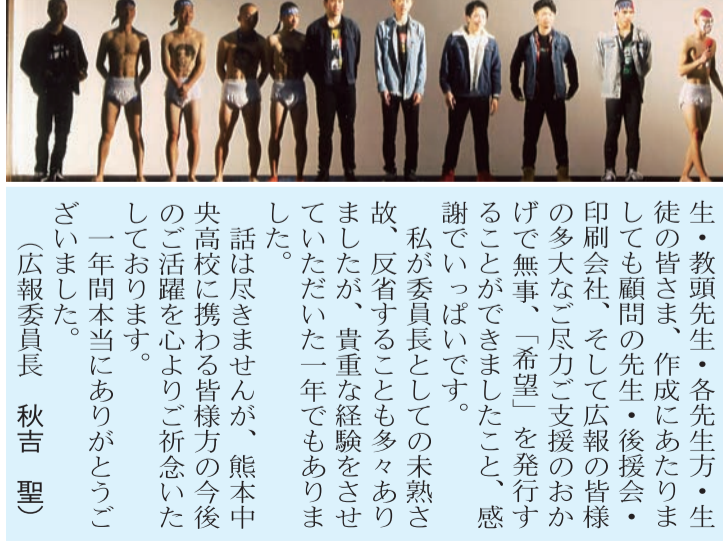 生・教頭先生・各先生方・生
徒の皆さま、作成にあたりま
しても顧問の先生・後援会・
印刷会社、そして広報の皆様
の多大なご尽力ご支援のおか
げで無事、「希望」を発行す
ることができましたこと、感
謝でいっぱいです。
私が委員長としての未熟さ
故、反省することも多々あり
ましたが、貴重な経験をさせ
ていただいた一年でもありま
した。
話は尽きませんが、熊本中
央高校に携わる皆様方の今後
のご活躍を心よりご祈念いた
しております。
一年間本当にありがとうご
ざいました。
（広報委員長　秋吉　聖）